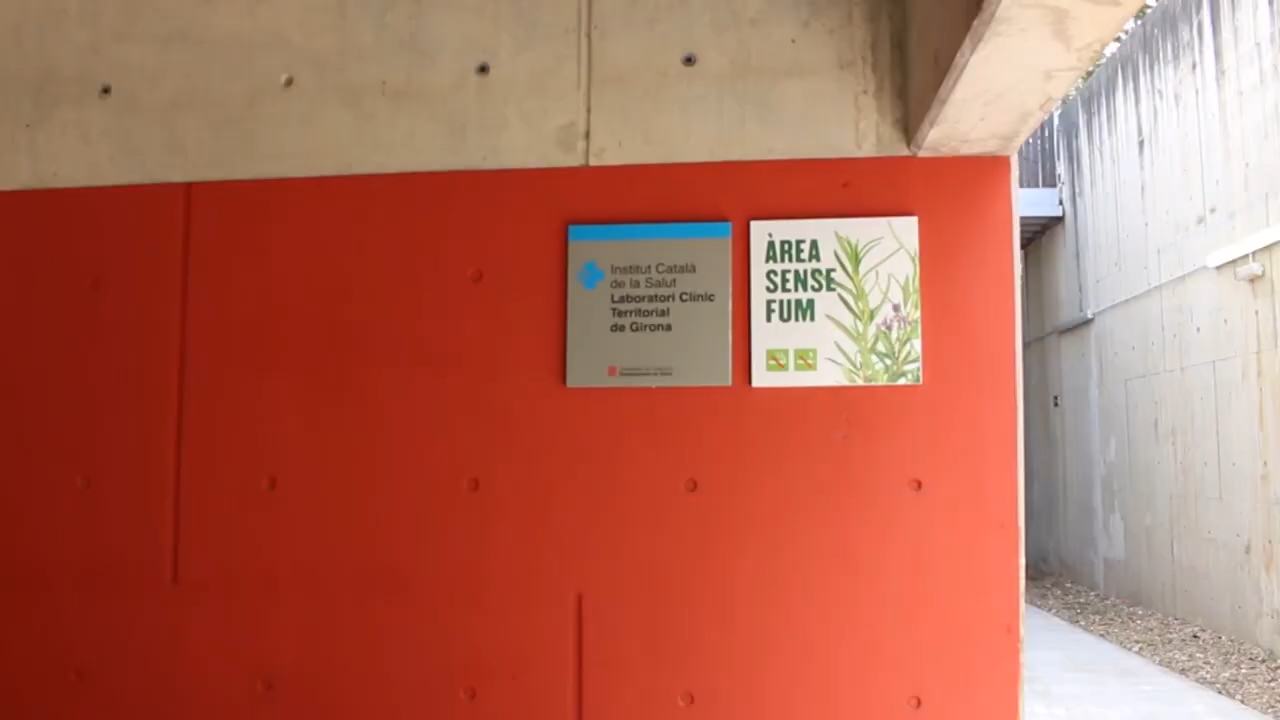 Institut Català
de la Salut
Laboratori Clínic
Territorial
de Girona
ÀREA
SENSE
FUM